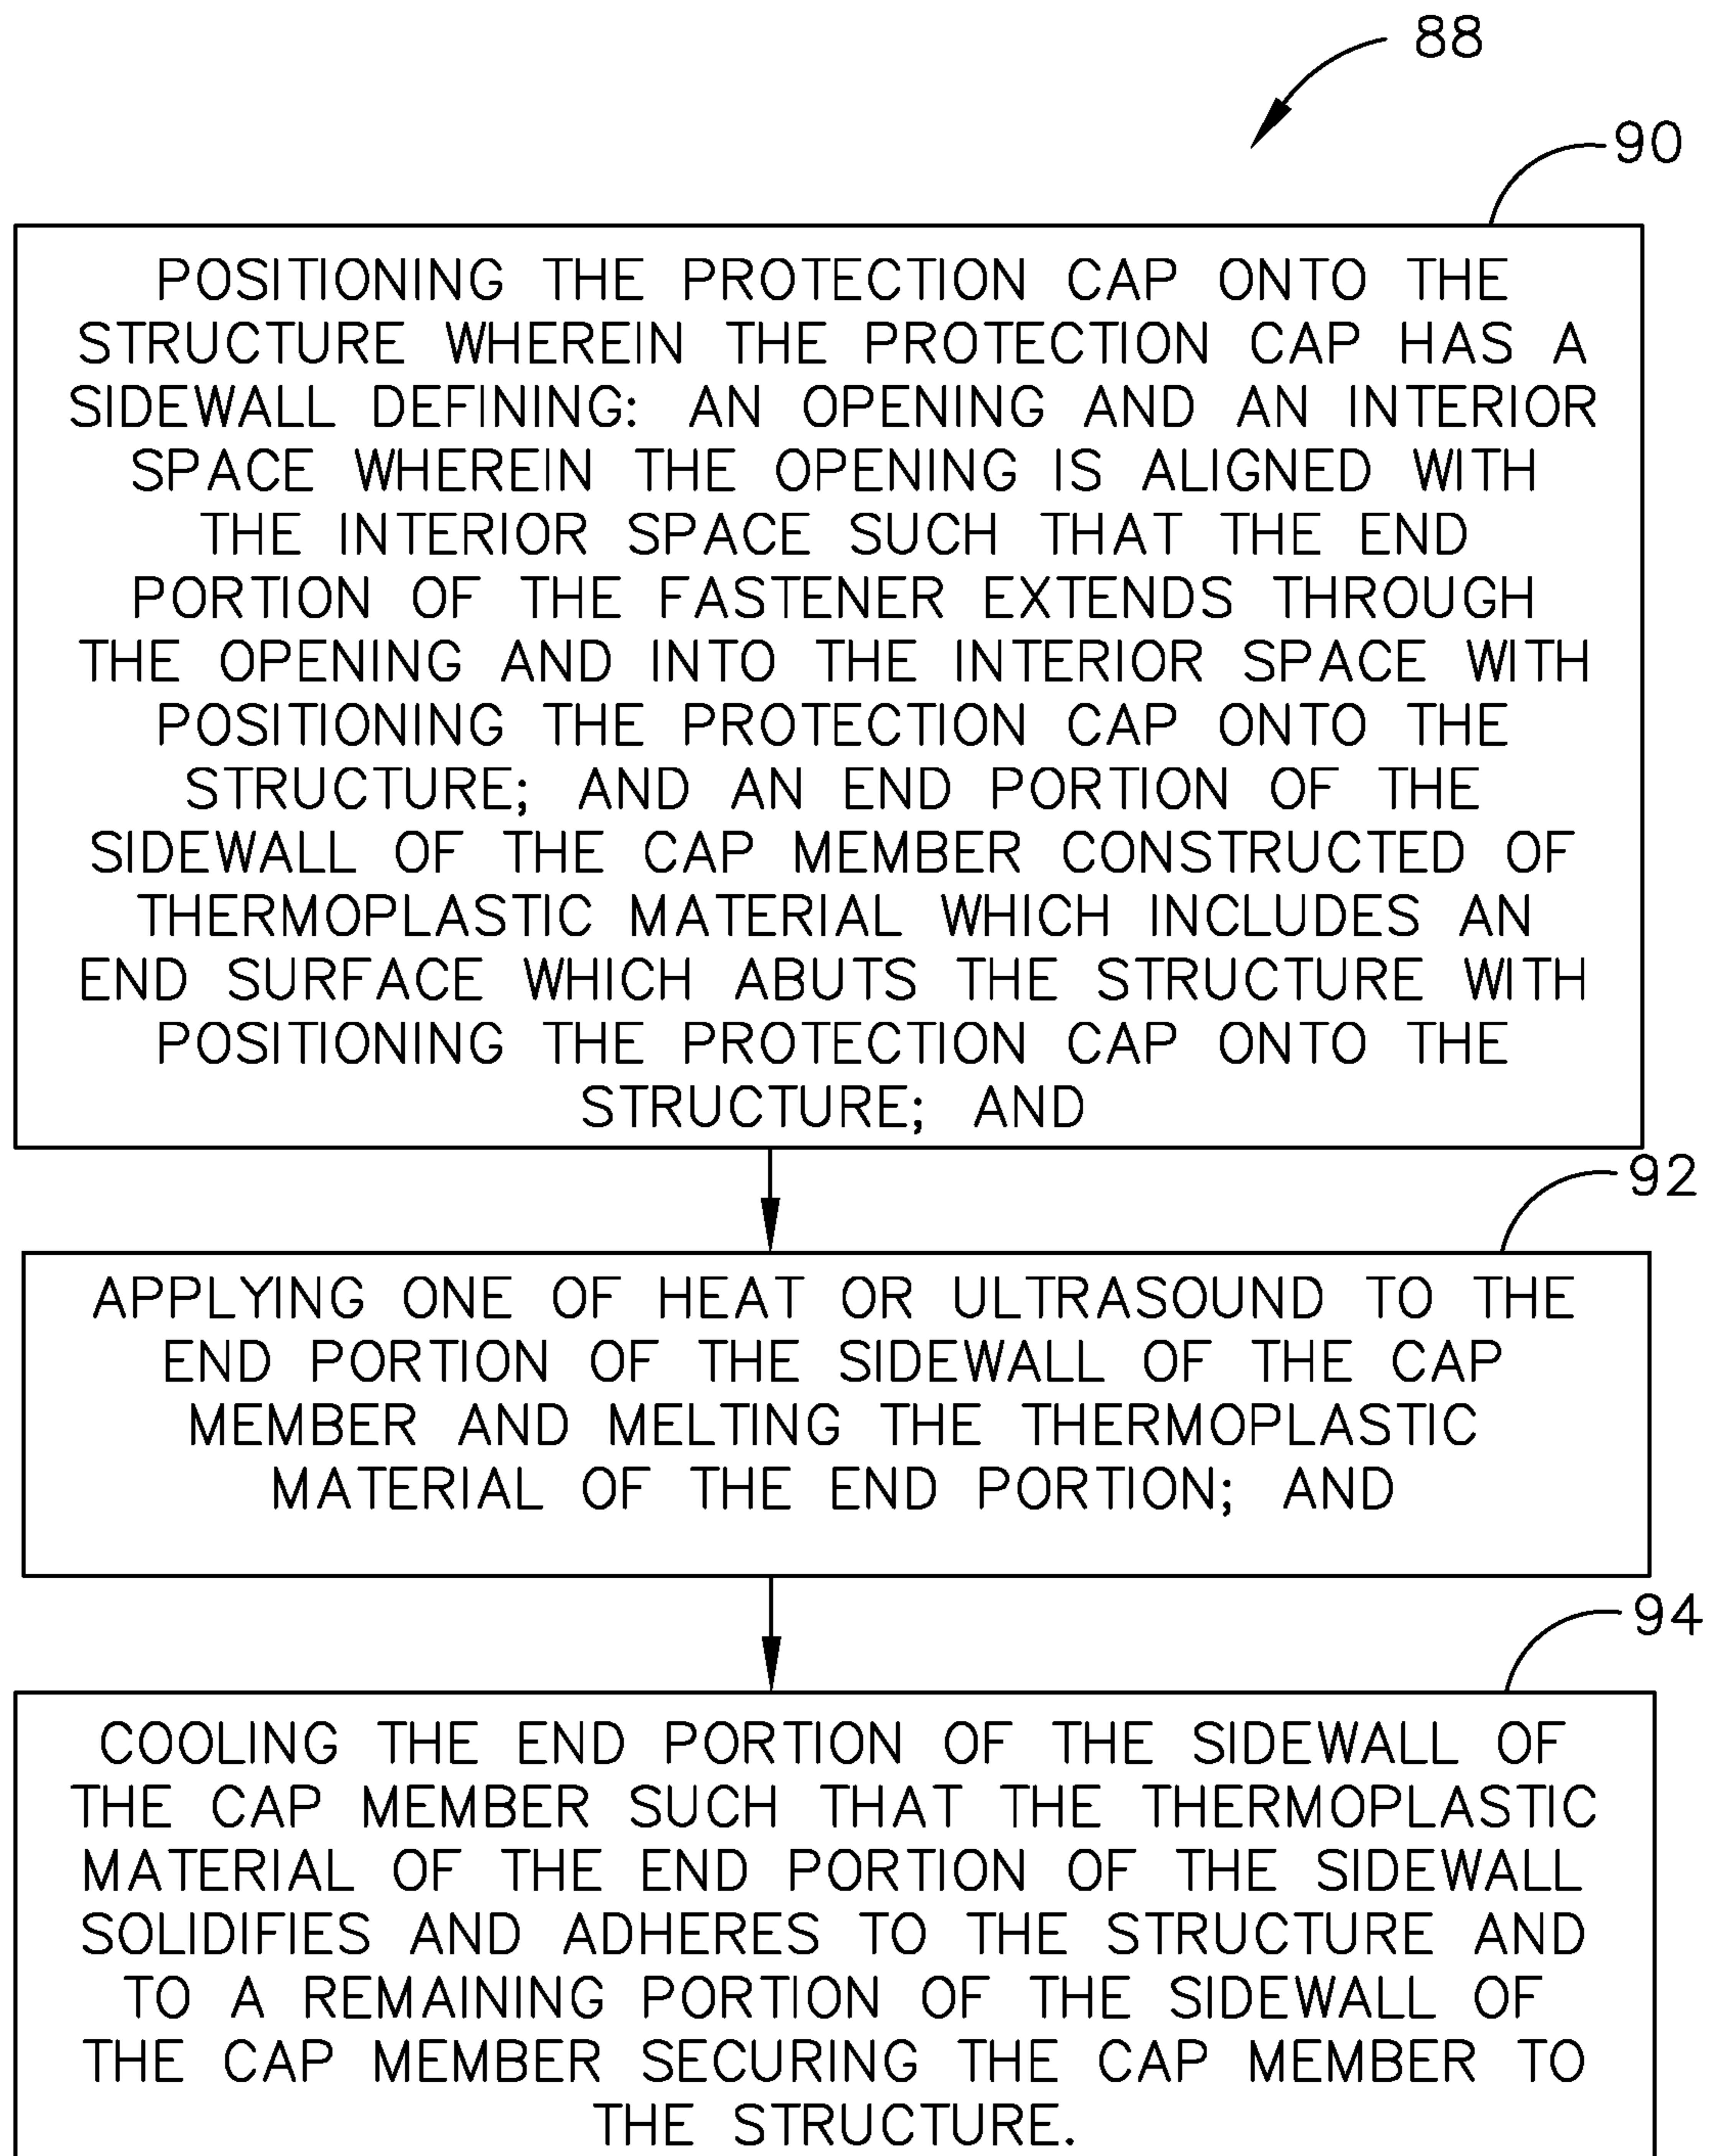 88
90
POSITIONING THE PROTECTION CAP ONTO THE
STRUCTURE WHEREIN THE PROTECTION CAP HAS A
SIDEWALL DEFINING: AN OPENING AND AN INTERIOR
SPACE WHEREIN THE OPENING IS ALIGNED WITH
THE INTERIOR SPACE SUCH THAT THE END
PORTION OF THE FASTENER EXTENDS THROUGH
THE OPENING AND INTO THE INTERIOR SPACE WITH
POSITIONING THE PROTECTION CAP ONTO THE
STRUCTURE; AND AN END PORTION OF THE
SIDEWALL OF THE CAP MEMBER CONSTRUCTED OF
THERMOPLASTIC MATERIAL WHICH INCLUDES AN
END SURFACE WHICH ABUTS THE STRUCTURE WITH
POSITIONING THE PROTECTION CAP ONTO THE
STRUCTURE; AND
92
APPLYING ONE OF HEAT OR ULTRASOUND TO THE
END PORTION OF THE SIDEWALL OF THE CAP
MEMBER AND MELTING THE THERMOPLASTIC
MATERIAL OF THE END PORTION; AND
94
COOLING THE END PORTION OF THE SIDEWALL OF
THE CAP MEMBER SUCH THAT THE THERMOPLASTIC
MATERIAL OF THE END PORTION OF THE SIDEWALL
SOLIDIFIES AND ADHERES TO THE STRUCTURE AND
TO A REMAINING PORTION OF THE SIDEWALL OF
THE CAP MEMBER SECURING THE CAP MEMBER TO
THE STRUCTURE.